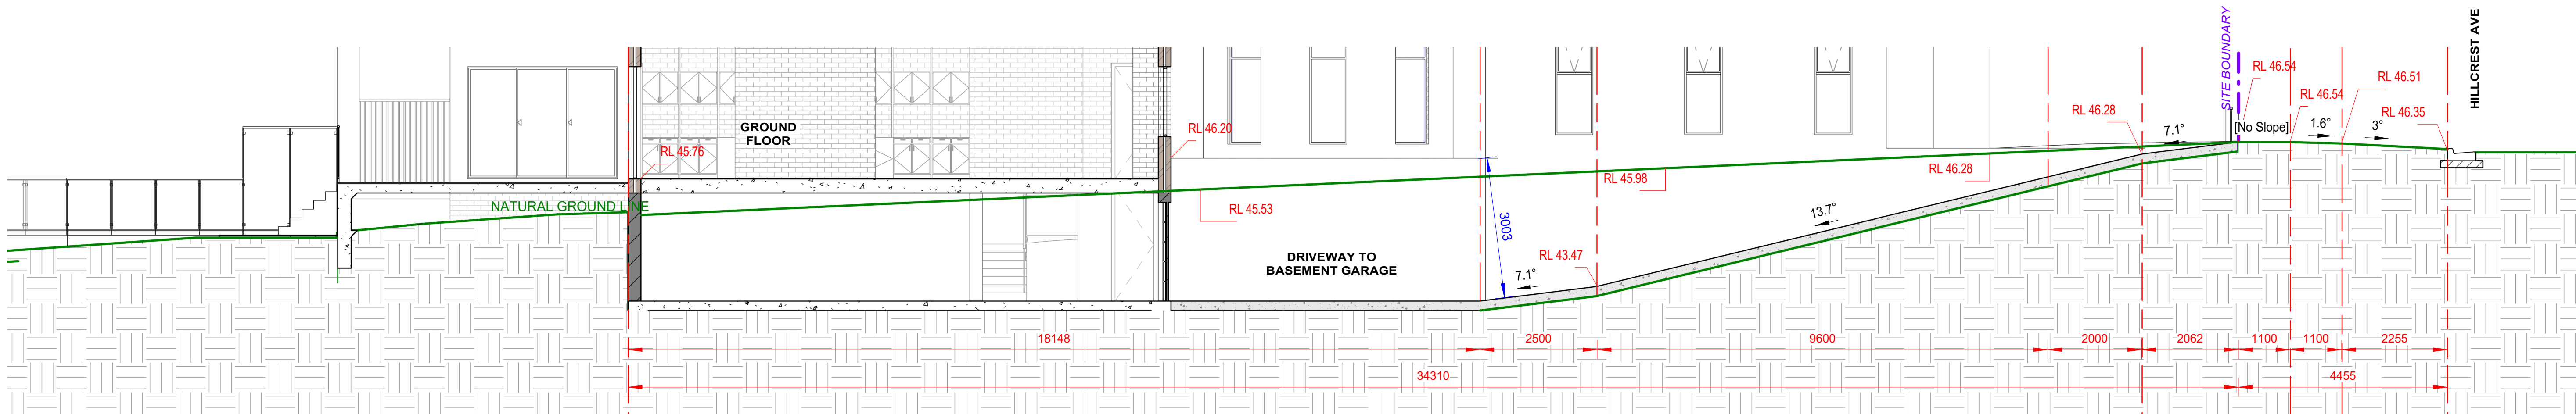 SITE BOUNDARY
HILLCREST AVE
RL 46.54
RL 46.51
RL 46.54
RL 46.28
RL 46.35
7.1°
[No Slope]
1.6°
3°
GROUND
FLOOR
RL 46.20
RL 45.76
RL 46.28
RL 45.98
NATURAL GROUND LINE
RL 45.53
13.7°
3003
DRIVEWAY TO
BASEMENT GARAGE
RL 43.47
7.1°
18148
2500
9600
2000
2062
1100
1100
2255
34310
4455